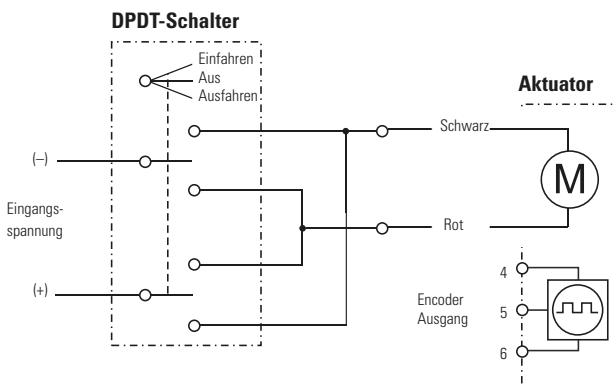 DPDT-Schalter
Einfahren
Aus
Ausfahren
Aktuator
Schwarz
(–)
M
Eingangs-
spannung
Rot
(+)
Encoder
Ausgang
4
5
6